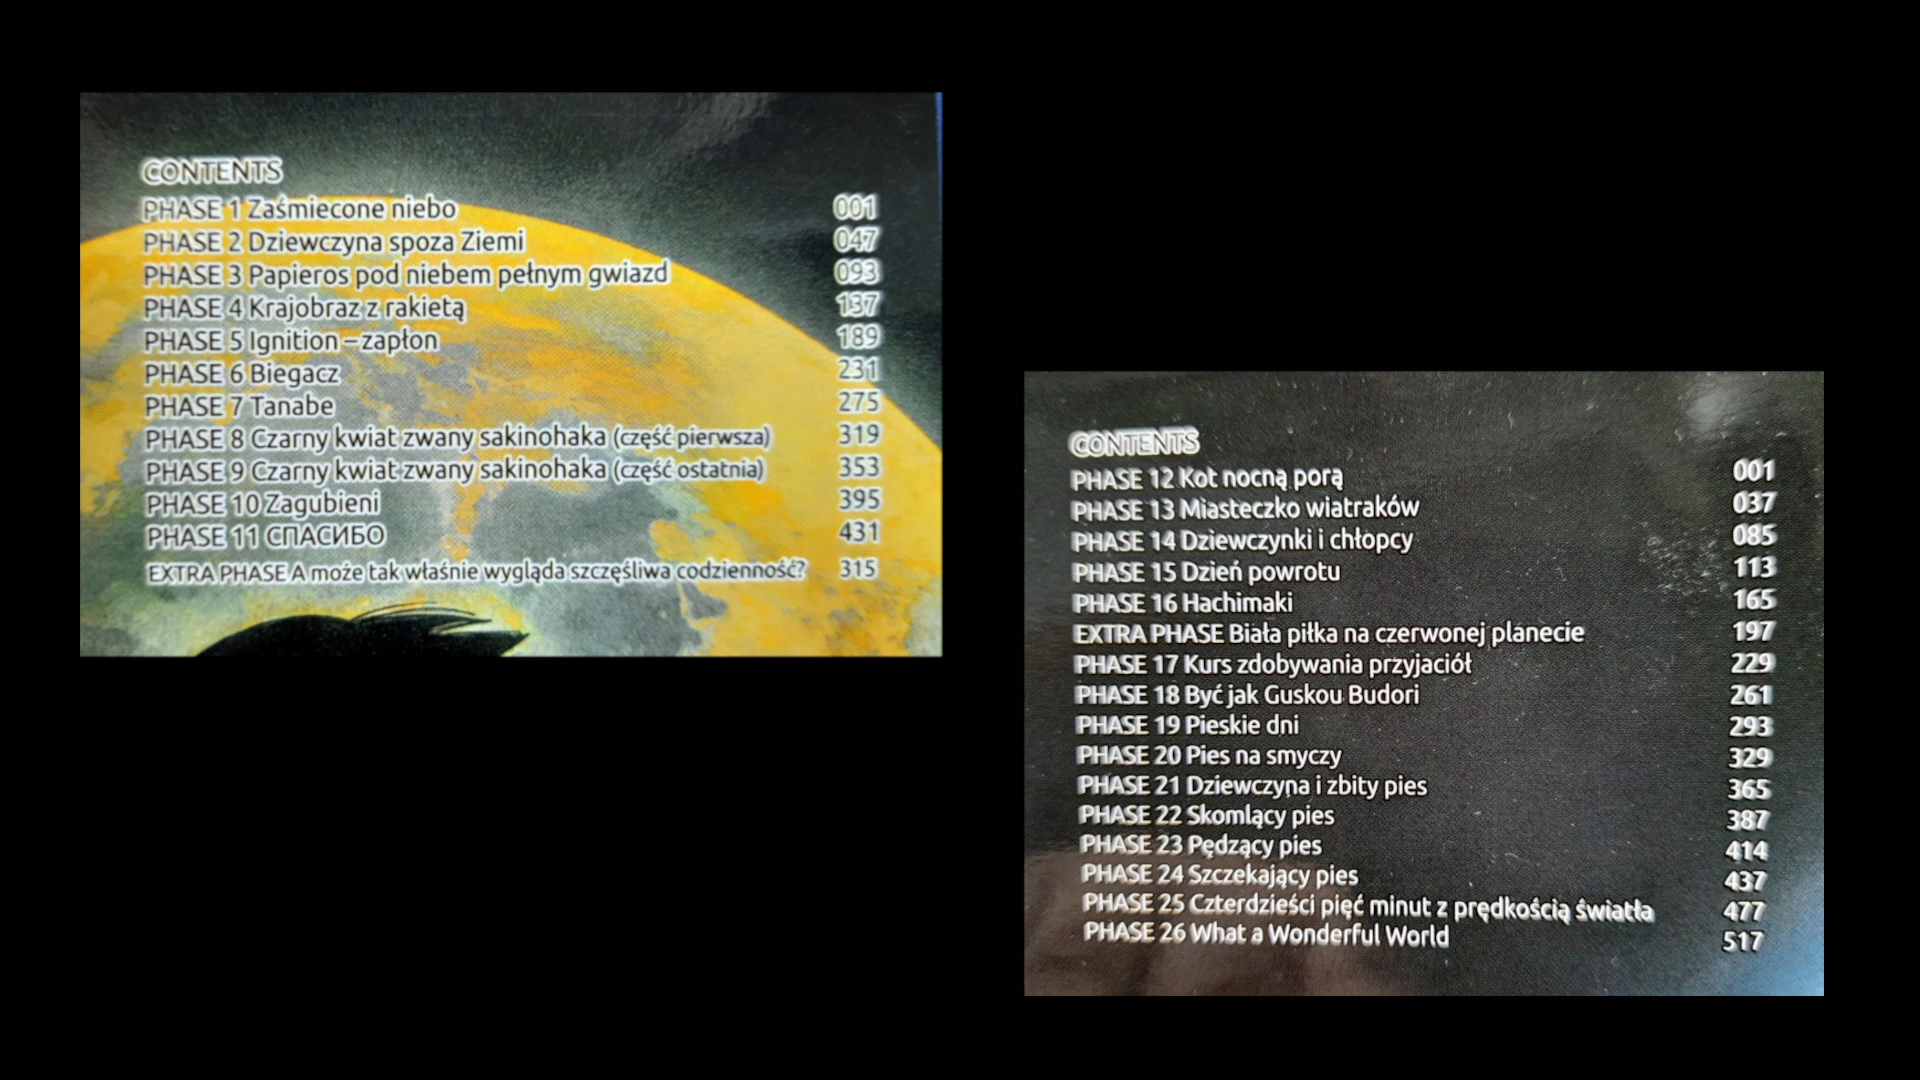 CONTENTS
PHASE 1 Zaśmiecone niebo 001
PHASE 2 Dziewczyna spoza Ziemi 047
PHASE 3 Papieros pod niebem pełnym gwiazd 093
PHASE 4 Krajobraz z rakietą 137
PHASE 5 Ignition – zapłon 189
PHASE 6 Biegacz 231
PHASE 7 Tanabe 275
PHASE 8 Czarny kwiat zwany sakinohaka (część pierwsza) 319
PHASE 9 Czarny kwiat zwany sakinohaka (część ostatnia) 353
PHASE 10 Zagubieni 395
PHASE 11 СПАСИБО 431
EXTRA PHASE A może tak właśnie wygląda szczęśliwa codzienność? 315
CONTENTS
PHASE 12 Kot nocną porą 001
PHASE 13 Miasteczko wiatraków 037
PHASE 14 Dziewczynki i chłopcy 085
PHASE 15 Dzień powrotu 113
PHASE 16 Hachimaki 165
EXTRA PHASE Biała piłka na czerwonej planecie 197
PHASE 17 Kurs zdobywania przyjaciół 229
PHASE 18 Być jak Guskou Budori 261
PHASE 19 Pieskie dni 293
PHASE 20 Pies na smyczy 329
PHASE 21 Dziewczyna i zbity pies 365
PHASE 22 Skomlący pies 387
PHASE 23 Pędzący pies 414
PHASE 24 Szczekający pies 437
PHASE 25 Czterdzieści pięć minut z prędkością światła 477
PHASE 26 What a Wonderful World 517